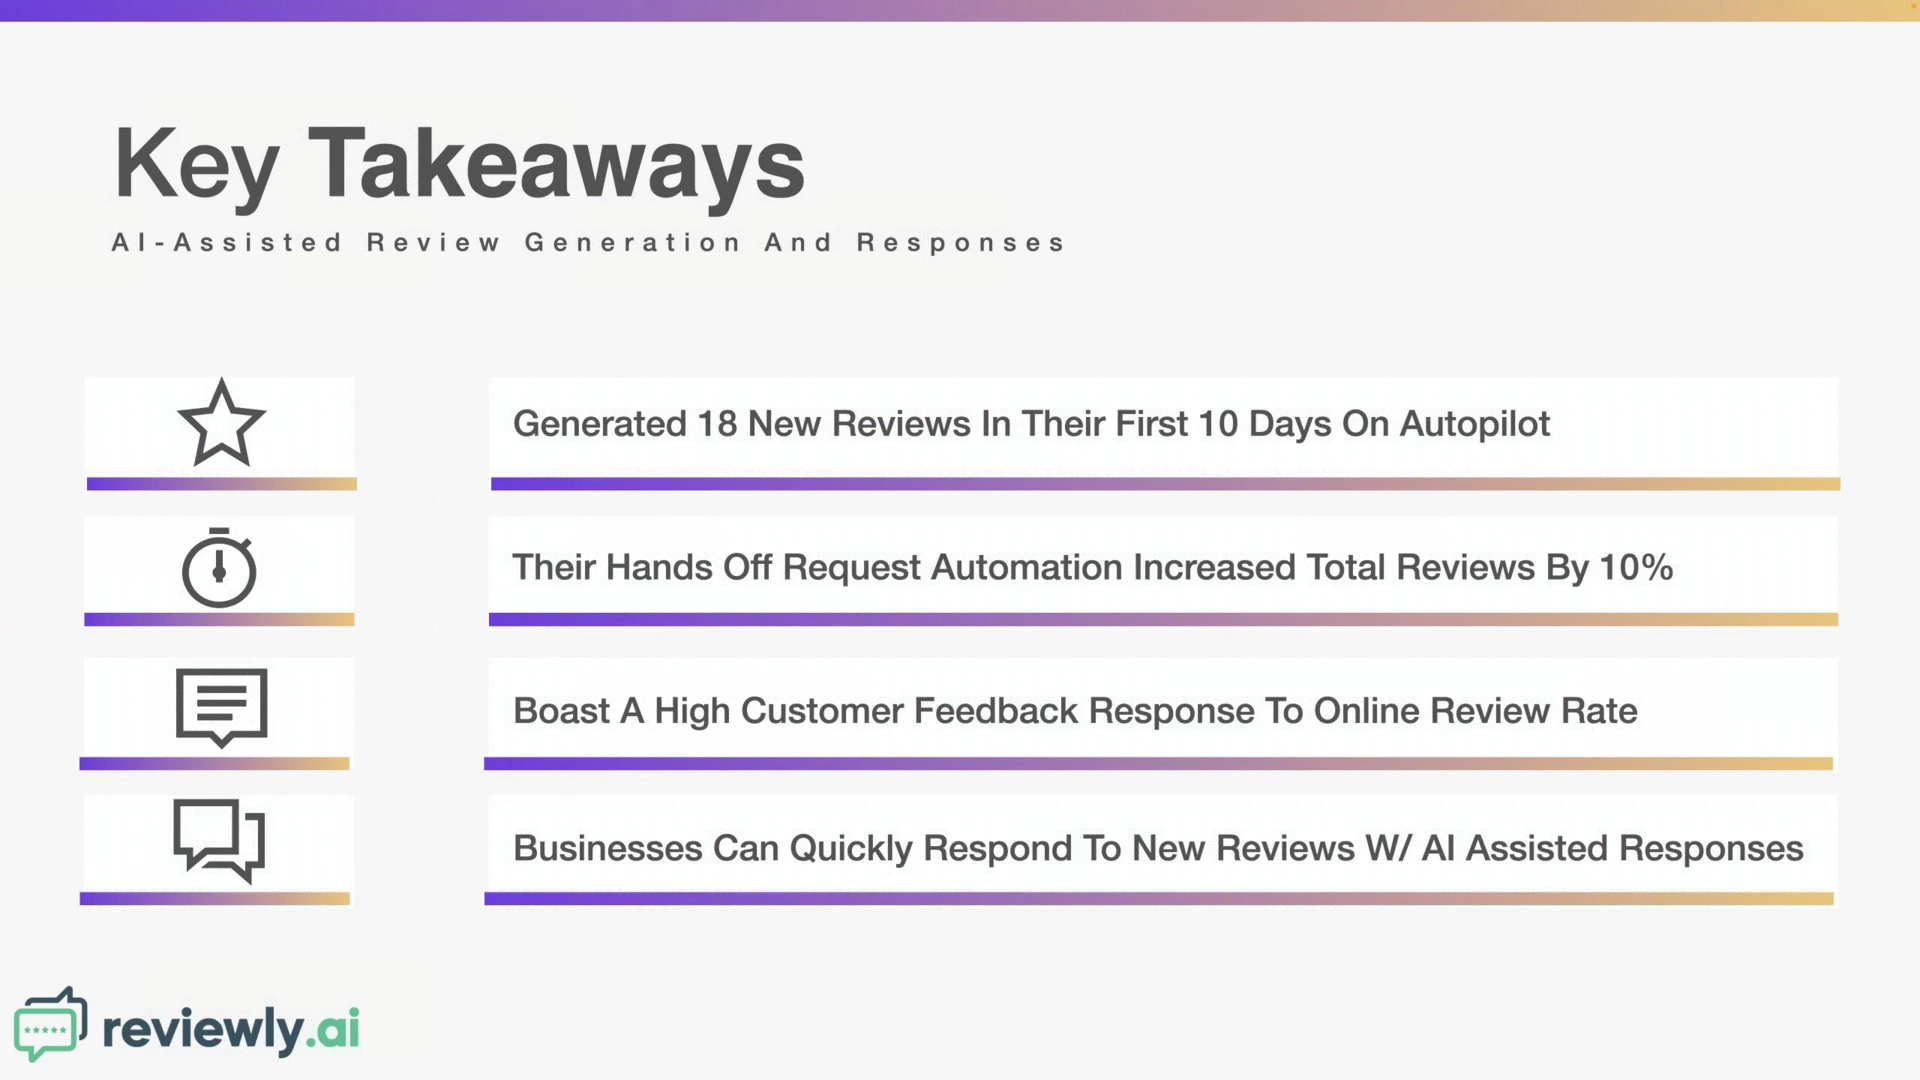 Key Takeaways
AI-Assisted Review Generation And Responses
Generated 18 New Reviews In Their First 10 Days On Autopilot
Their Hands Off Request Automation Increased Total Reviews By 10%
Boast A High Customer Feedback Response To Online Review Rate
Businesses Can Quickly Respond To New Reviews W/ AI Assisted Responses
reviewly.ai